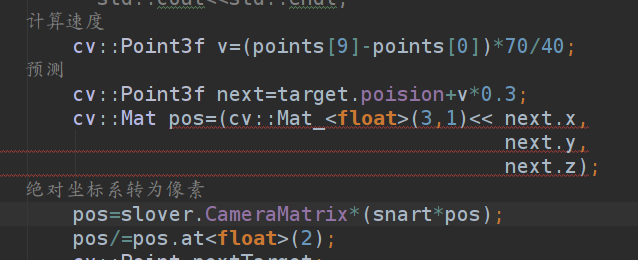 std::cout<<std::endl;
计算速度
cv::Point3f v=(points[9]-points[0])*70/40;
预测
cv::Point3f next=target.poision+v*0.3;
cv::Mat pos=(cv::Mat_<float>(3,1)<< next.x,
next.y,
next.z);
绝对坐标系转为像素
pos=slover.CameraMatrix*(snart*pos);
pos/=pos.at<float>(2);
cv::Point nextTarget;